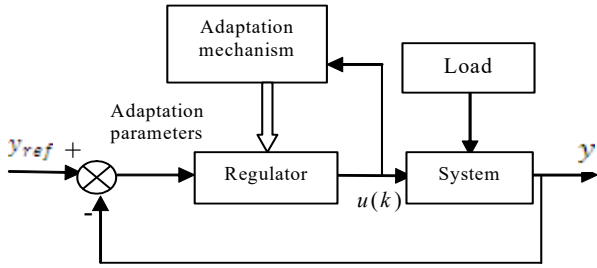 Adaptation
mechanism
Load
Adaptation
parameters
y_ref +
Regulator
System
y
u(k)
-